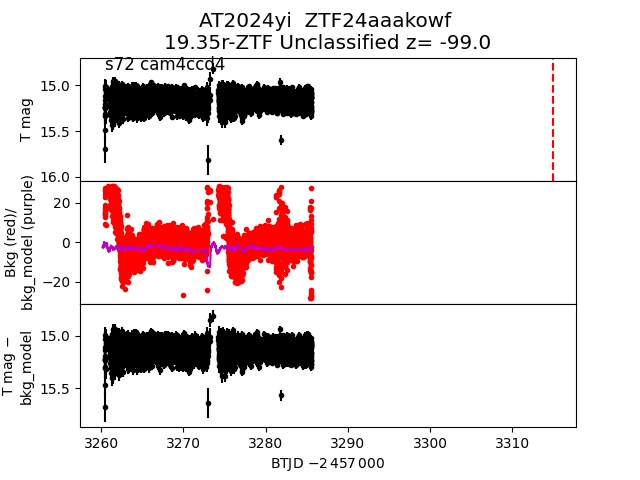 AT2024yi  ZTF24aaakowf
19.35r-ZTF Unclassified z= -99.0
s72 cam4ccd4
T mag
15.0
15.5
16.0
Bkg (red)/
bkg_model (purple)
20
0
−20
T mag −
bkg_model
15.0
15.5
3260
3270
3280
3290
3300
3310
BTJD −2 457 000